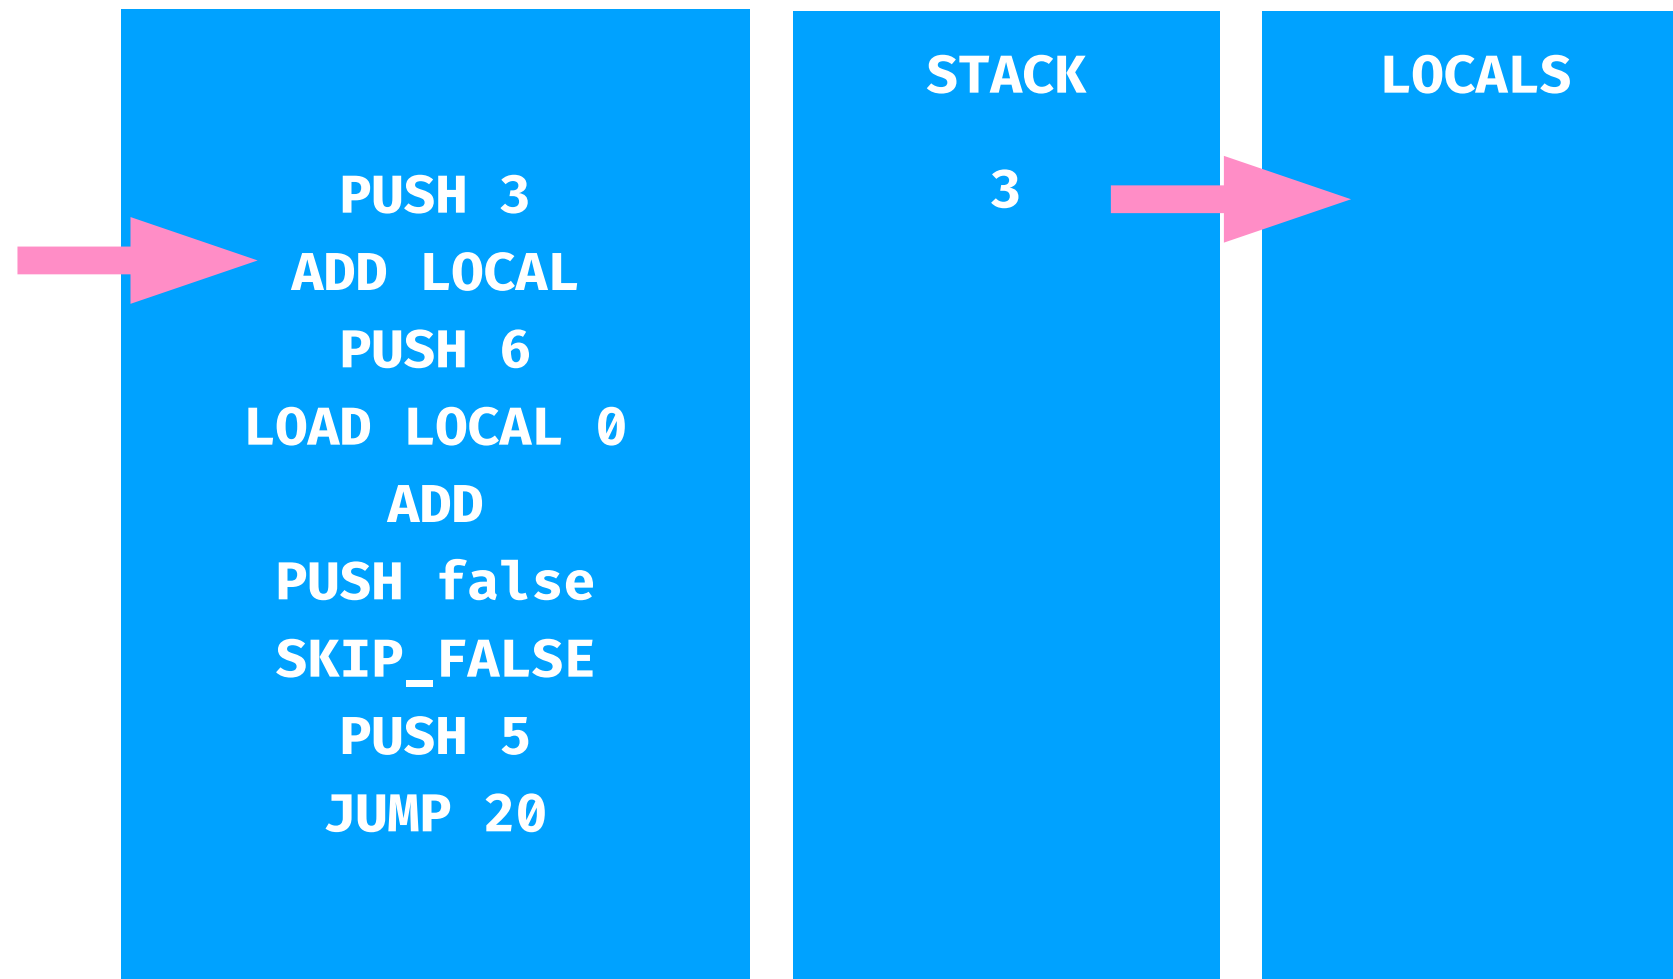 PUSH 3
ADD LOCAL
PUSH 6
LOAD LOCAL 0
ADD
PUSH false
SKIP_FALSE
PUSH 5
JUMP 20
STACK
3
LOCALS